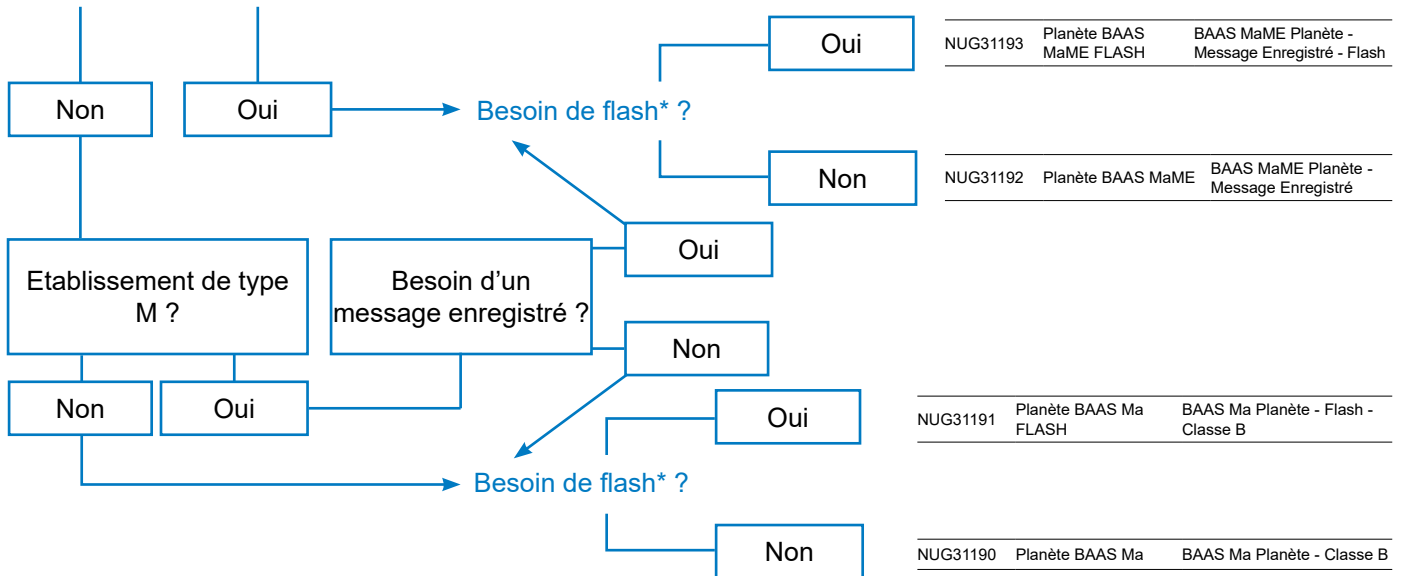 Oui
NUG31193
Planète BAAS
MaME FLASH
BAAS MaME Planète -
Message Enregistré - Flash
Non
Oui
Besoin de flash* ?
Non
NUG31192
Planète BAAS MaME
BAAS MaME Planète -
Message Enregistré
Etablissement de type
M ?
Besoin d’un
message enregistré ?
Oui
Non
Non
Oui
Oui
NUG31191
Planète BAAS Ma
FLASH
BAAS Ma Planète - Flash -
Classe B
Besoin de flash* ?
Non
NUG31190
Planète BAAS Ma
BAAS Ma Planète - Classe B